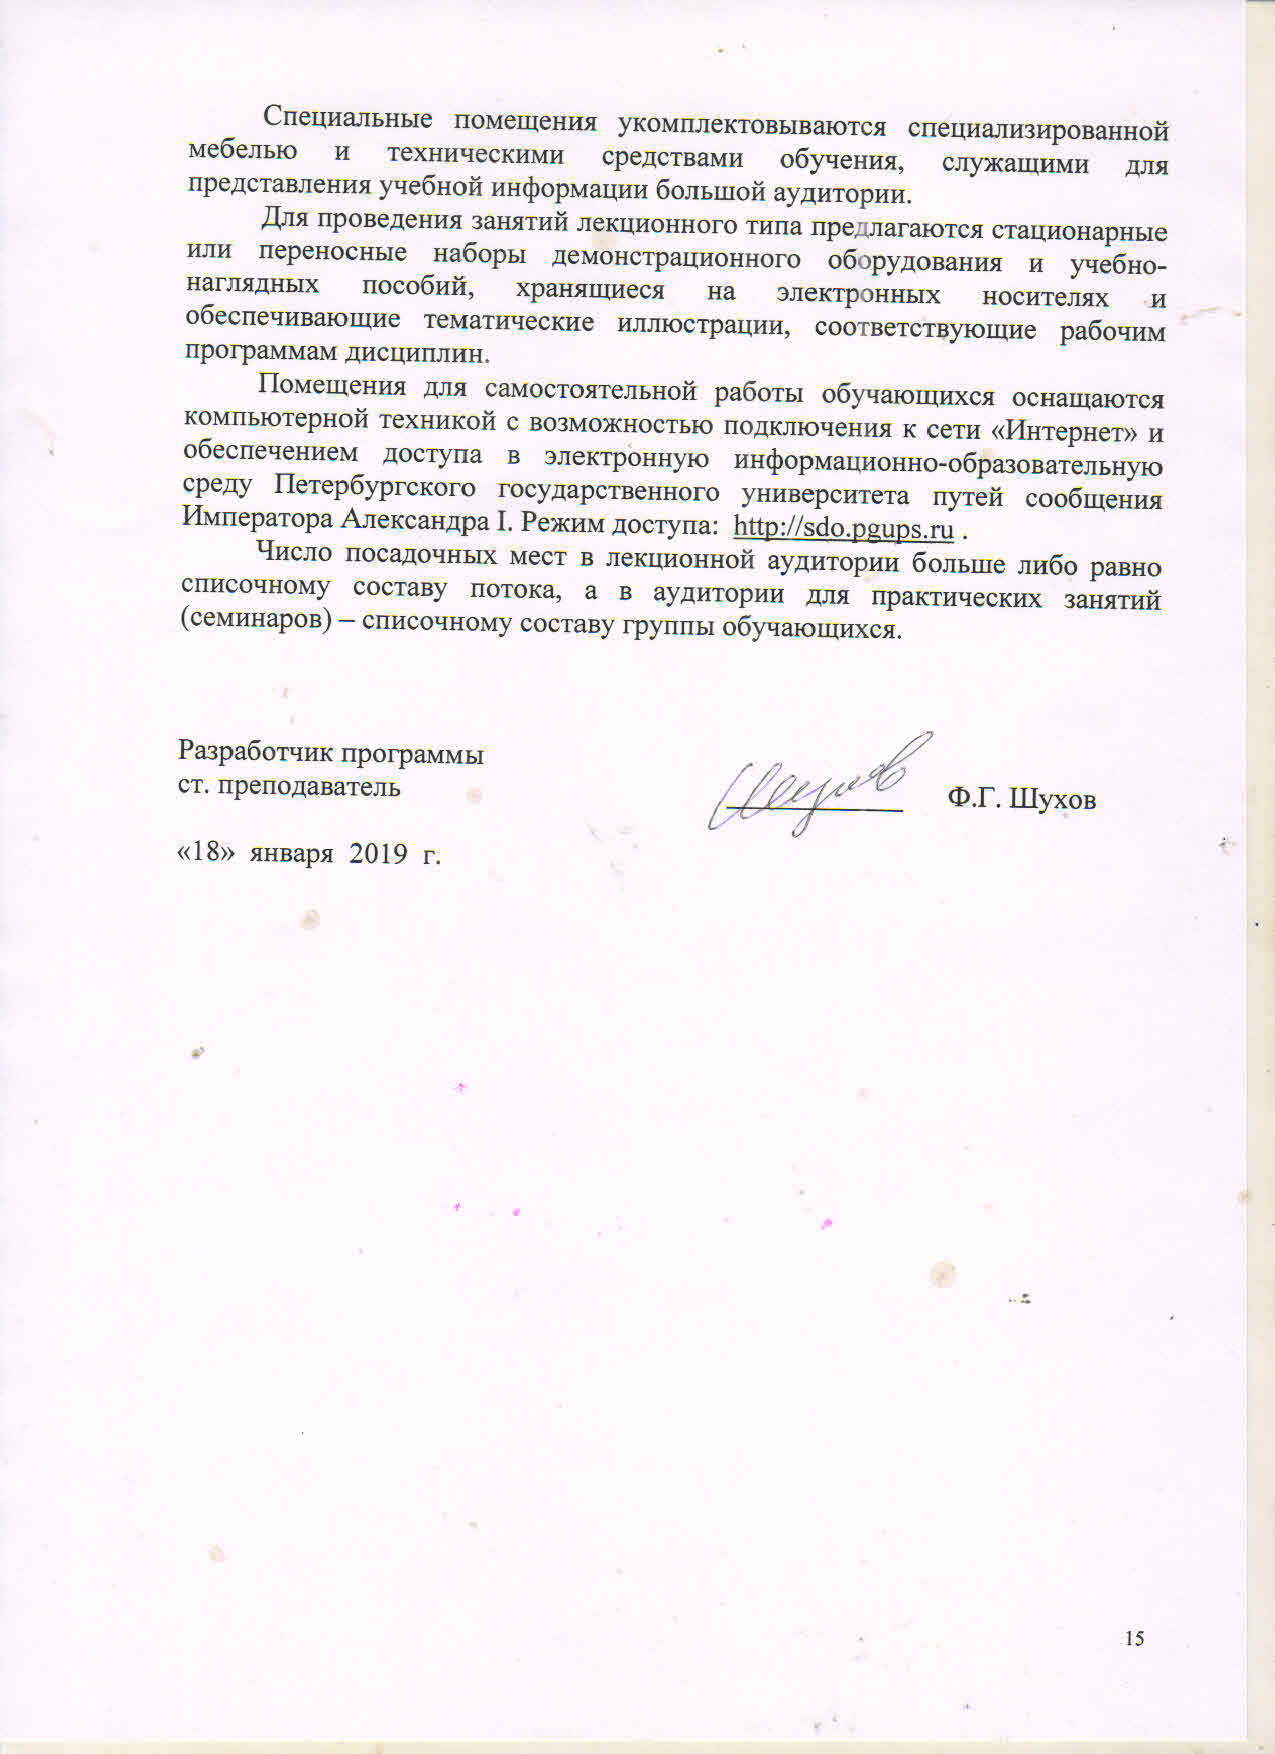 Специальные помещения укомплектовываются специализированной
мебелью и техническими средствами обучения, служащими для
представления учебной информации большой аудитории.
Для проведения занятий лекционного типа предлагаются стационарные
или переносные наборы демонстрационного оборудования и учебно-
наглядных пособий, хранящиеся на электронных носителях и
обеспечивающие тематические иллюстрации, соответствующие рабочим
программам дисциплин.
Помещения для самостоятельной работы обучающихся оснащаются
компьютерной техникой с возможностью подключения к сети «Интернет» и
обеспечением доступа в электронную информационно-образовательную
среду Петербургского государственного университета путей сообщения
Императора Александра I. Режим доступа: http://sdo.pgups.ru .
Число посадочных мест в лекционной аудитории больше либо равно
списочному составу потока, а в аудитории для практических занятий
(семинаров) – списочному составу группы обучающихся.
Разработчик программы
ст. преподаватель Ф.Г. Шухов
«18» января 2019 г.
15